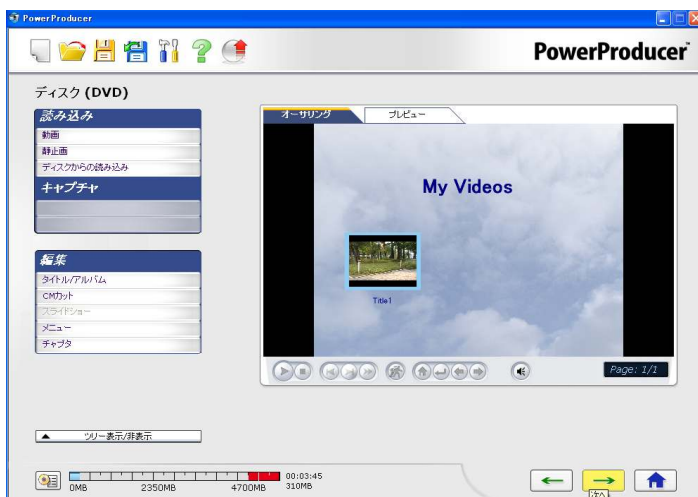 PowerProducer
PowerProducer
ディスク (DVD)
読み込み
動画
静止画
ディスクからの読み込み
キャプチャ
編集
タイトル/アルバム
CMカット
スライドショー
メニュー
チャプタ
オーサリング
プレビュー
My Videos
Title1
Page: 1/1
ツリー表示/非表示
0MB
2350MB
4700MB
00:03:45
310MB
次へ